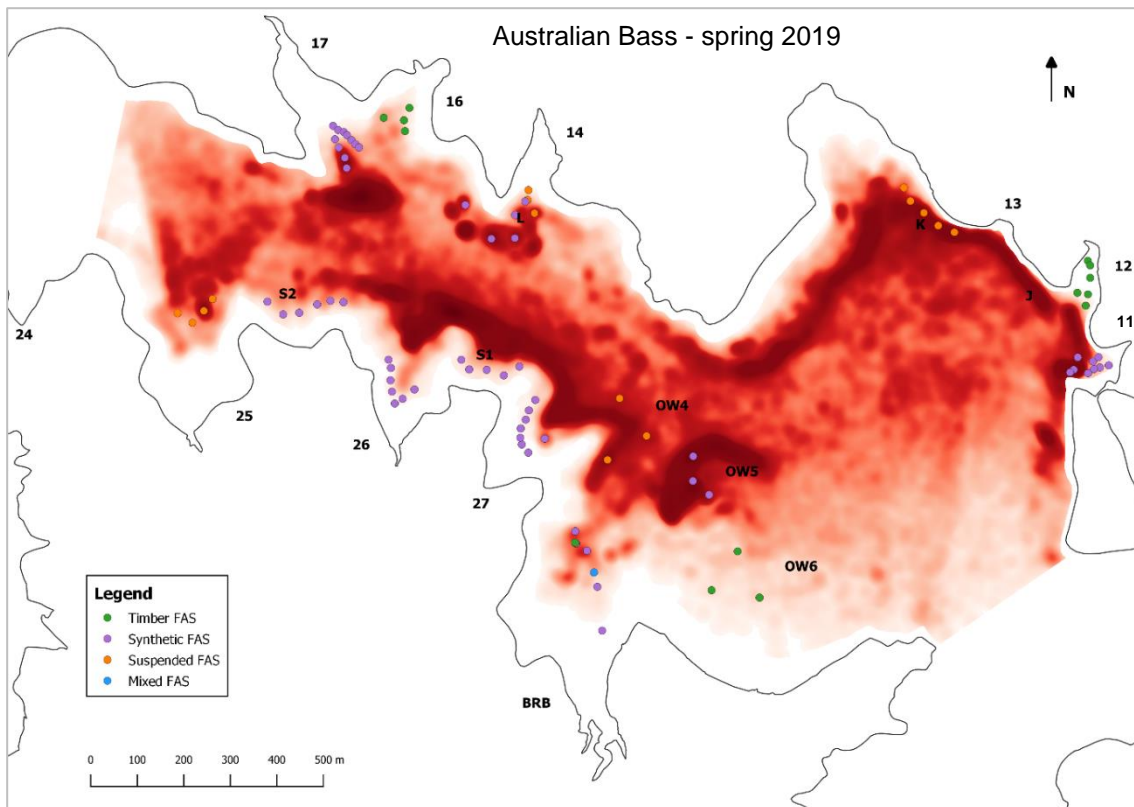 Australian Bass - spring 2019
17
N
16
14
13
12
L
K
S2
J
11
24
S1
25
OW4
26
OW5
27
OW6
Legend
Timber FAS
Synthetic FAS
Suspended FAS
Mixed FAS
BRB
0 100 200 300 400 500 m